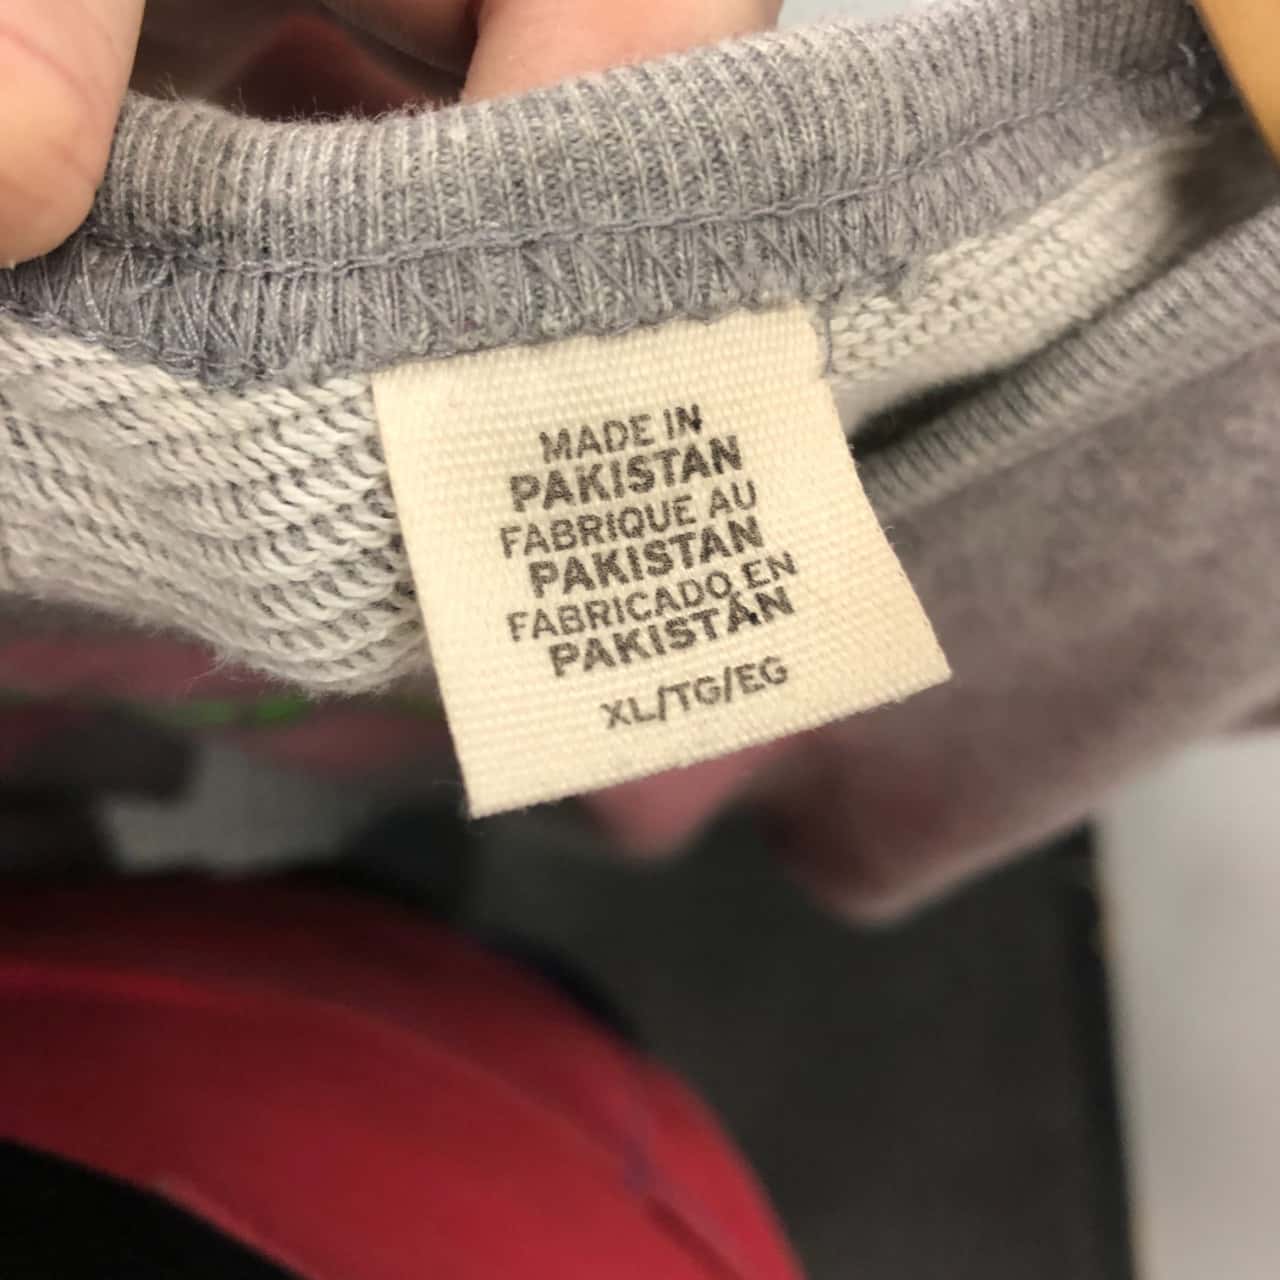 MADE IN
PAKISTAN
FABRIQUE AU
PAKISTAN
FABRICADO EN
PAKISTÁN
XL/TG/EG